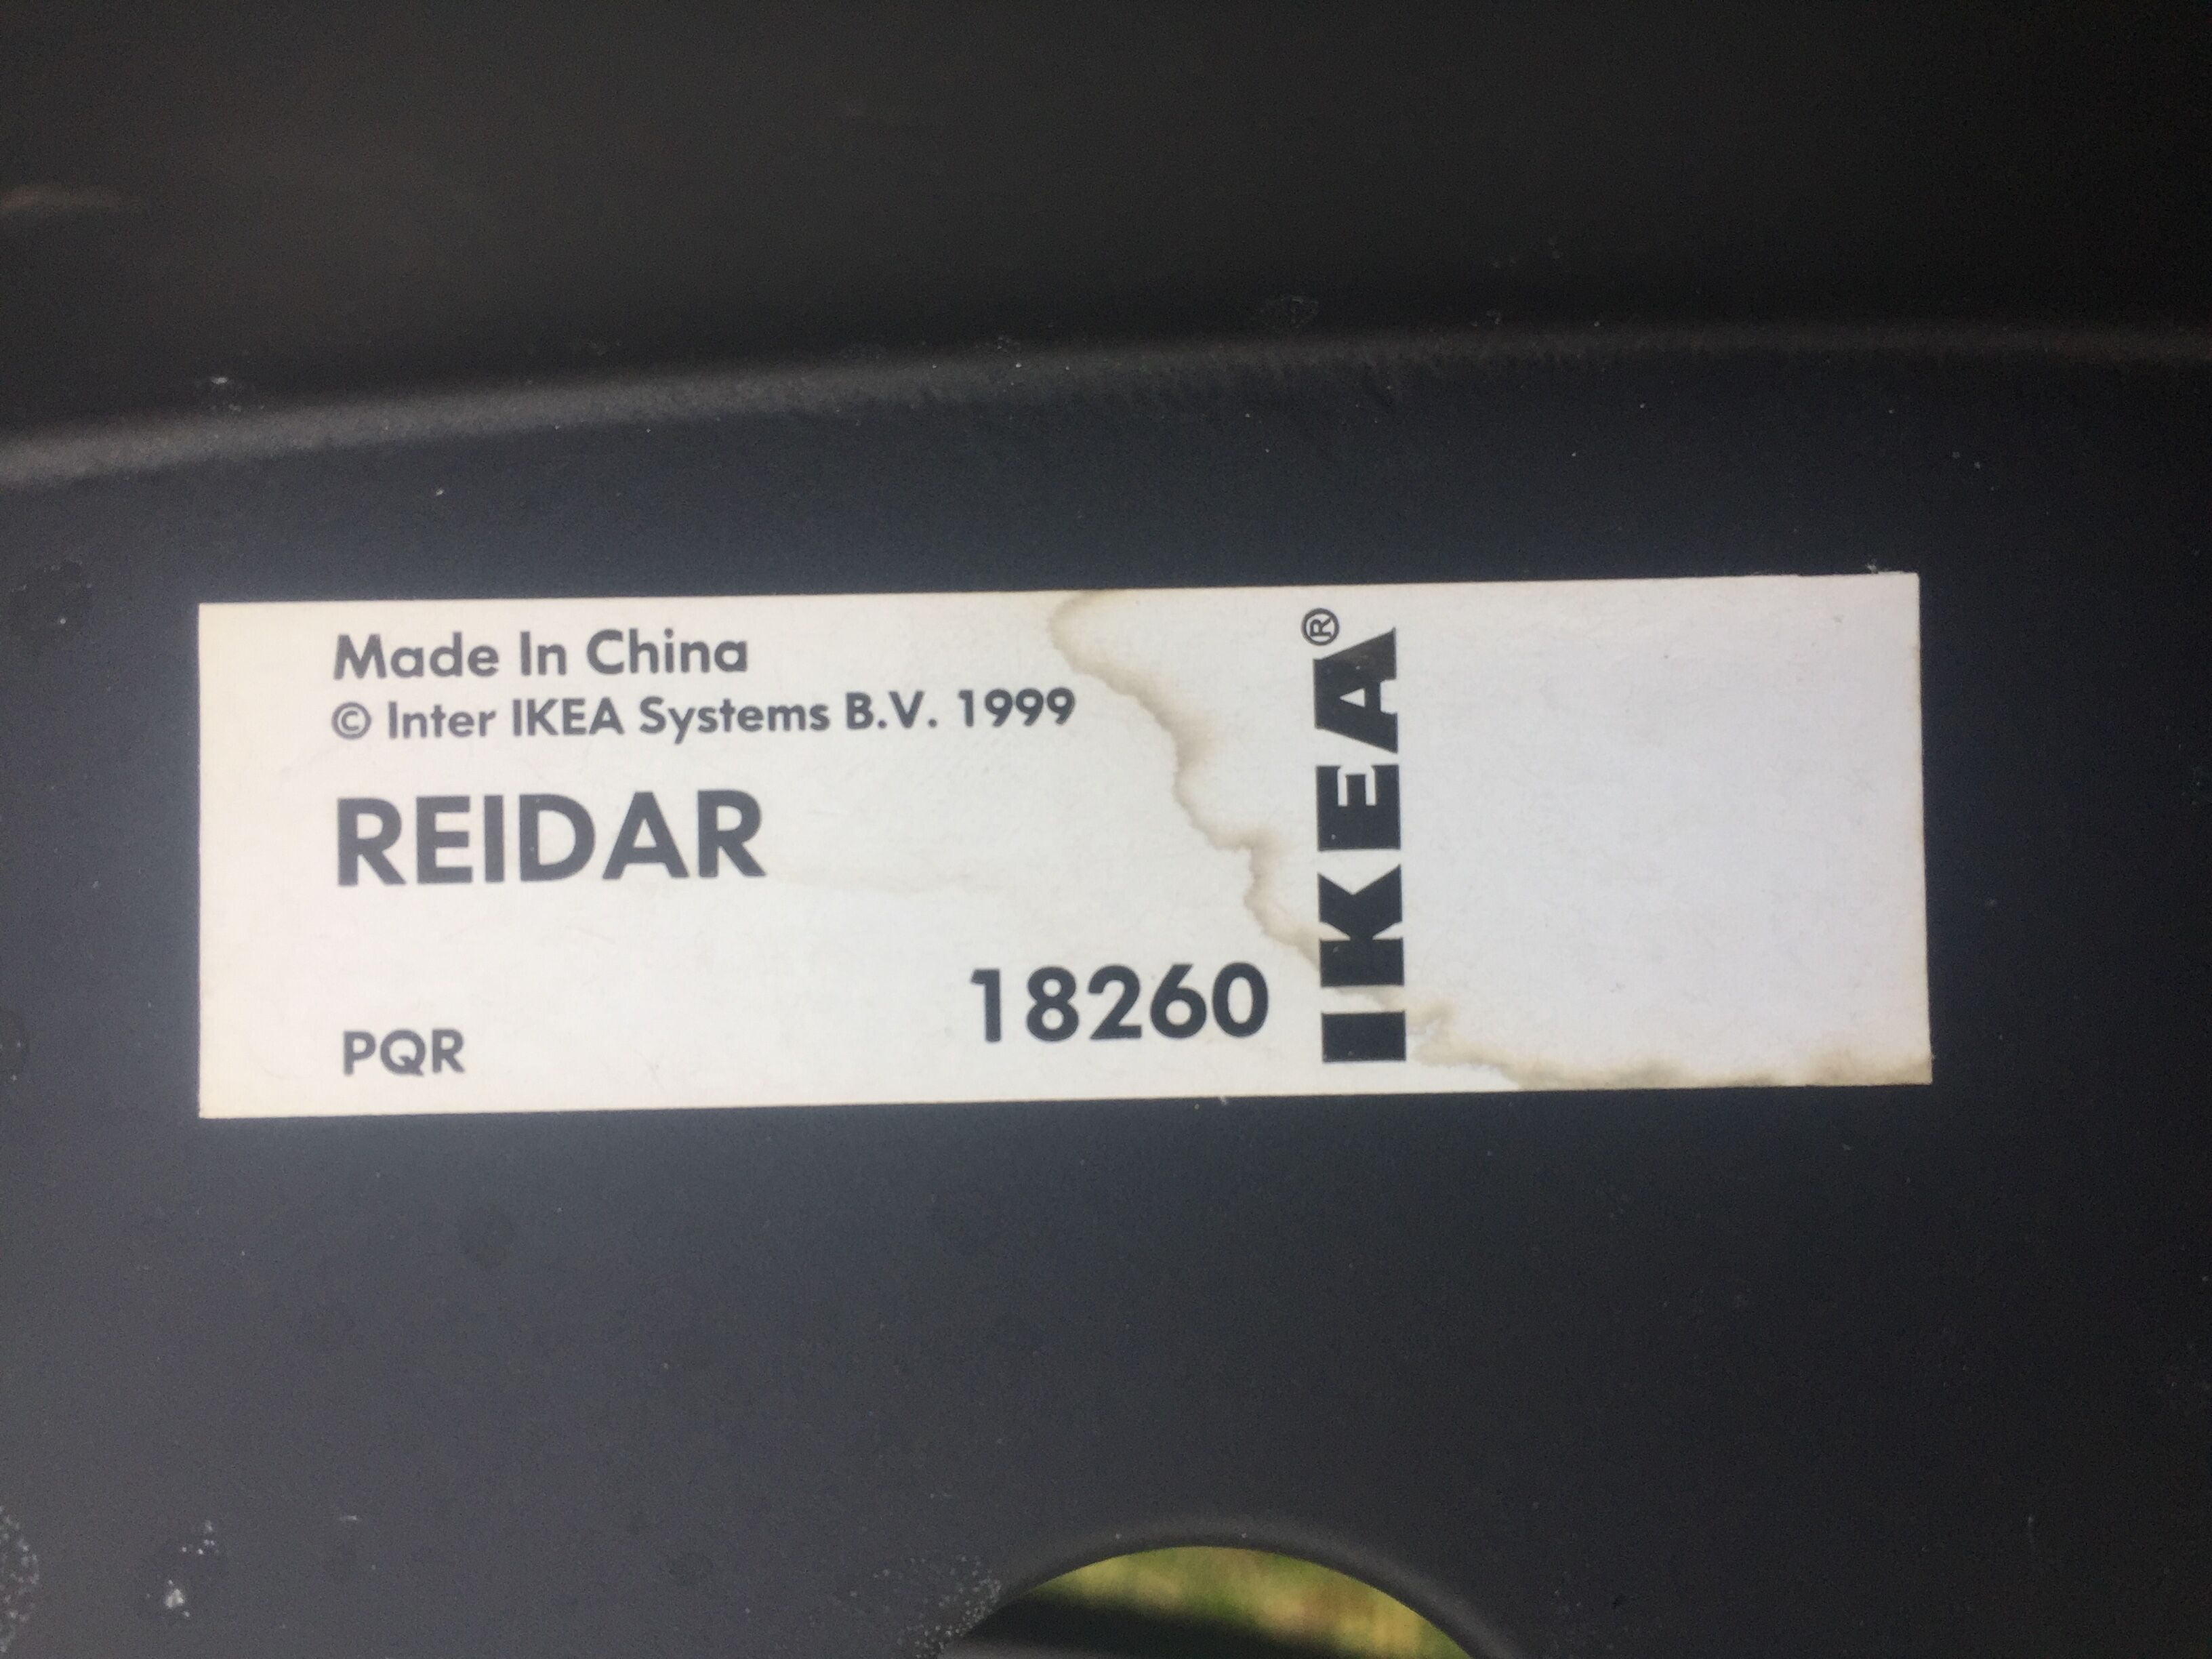 Made In China
© Inter IKEA Systems B.V. 1999
REIDAR
PQR
18260
IKEA®